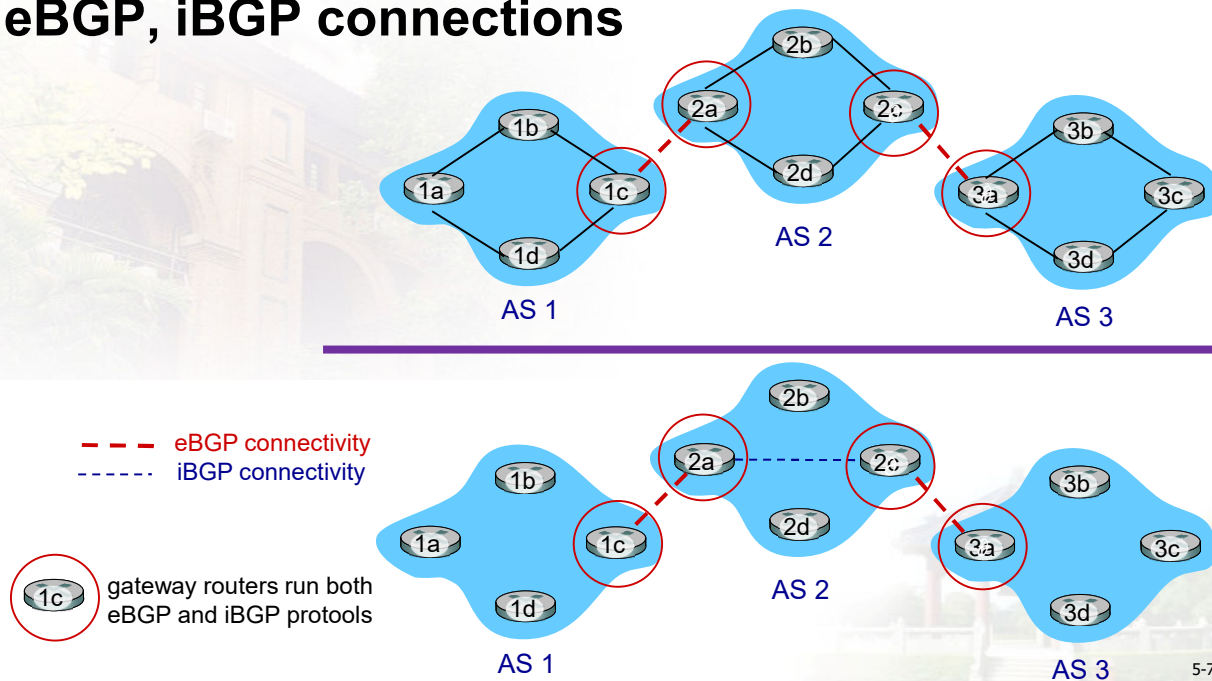 eBGP, iBGP connections
2b
2a
2c
1b
3b
1a
1c
2d
3a
3c
1d
AS 2
3d
AS 1
AS 3
2b
eBGP connectivity
iBGP connectivity
2a
2c
1b
3b
1a
1c
2d
3a
3c
AS 2
1c
gateway routers run both
eBGP and iBGP protools
1d
3d
AS 1
AS 3
5-7